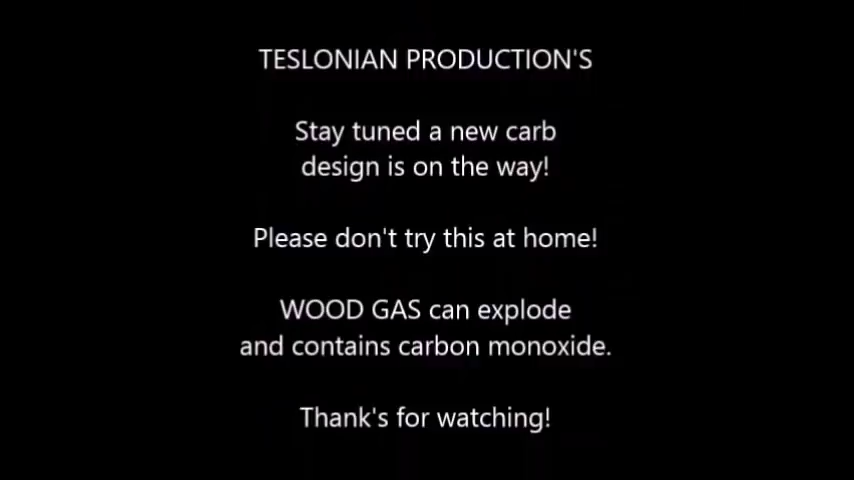 TESLONIAN PRODUCTION'S
Stay tuned a new carb
design is on the way!
Please don't try this at home!
WOOD GAS can explode
and contains carbon monoxide.
Thank's for watching!